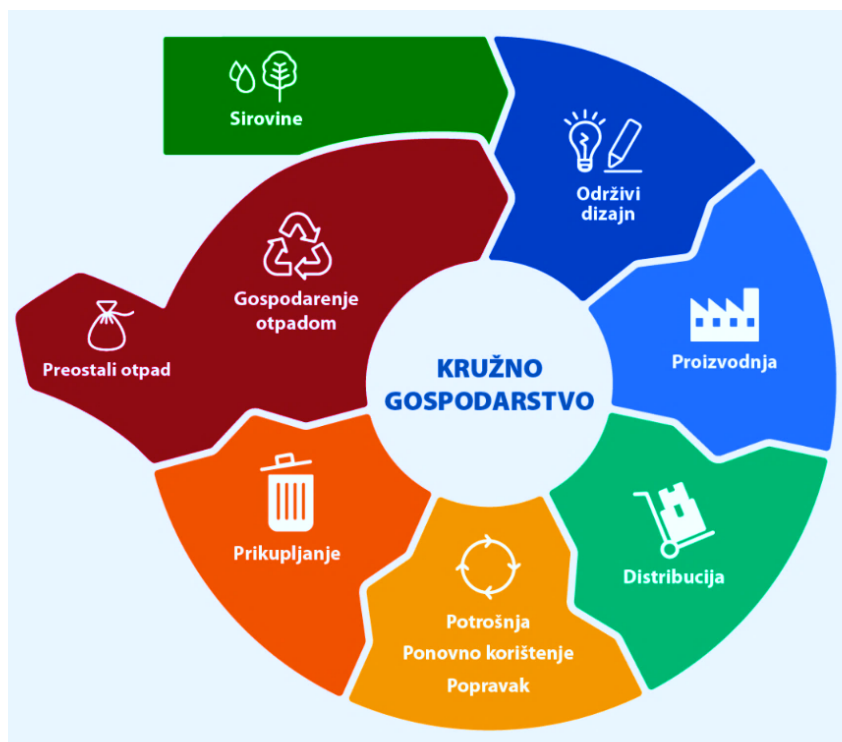 Sirovine
Održivi
dizajn
Proizvodnja
Distribucija
Potrošnja
Ponovno korištenje
Popravak
Prikupljanje
Gospodarenje
otpadom
Preostali otpad
KRUŽNO
GOSPODARSTVO